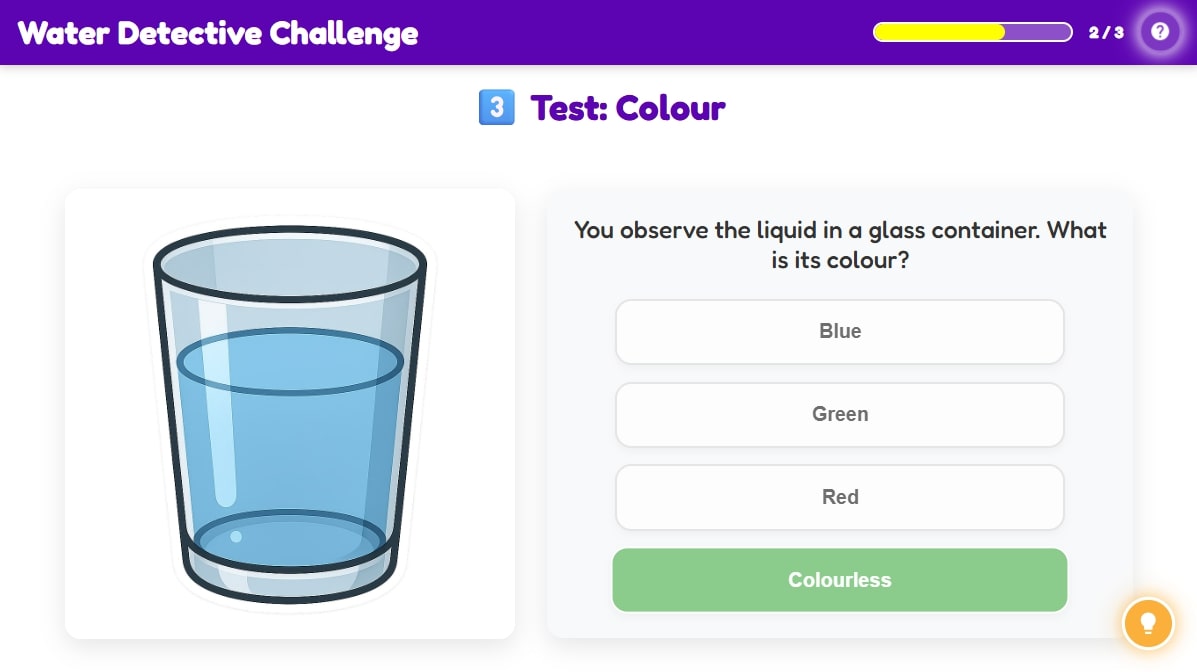 Water Detective Challenge
2 / 3
?
3 Test: Colour
You observe the liquid in a glass container. What
is its colour?
Blue
Green
Red
Colourless